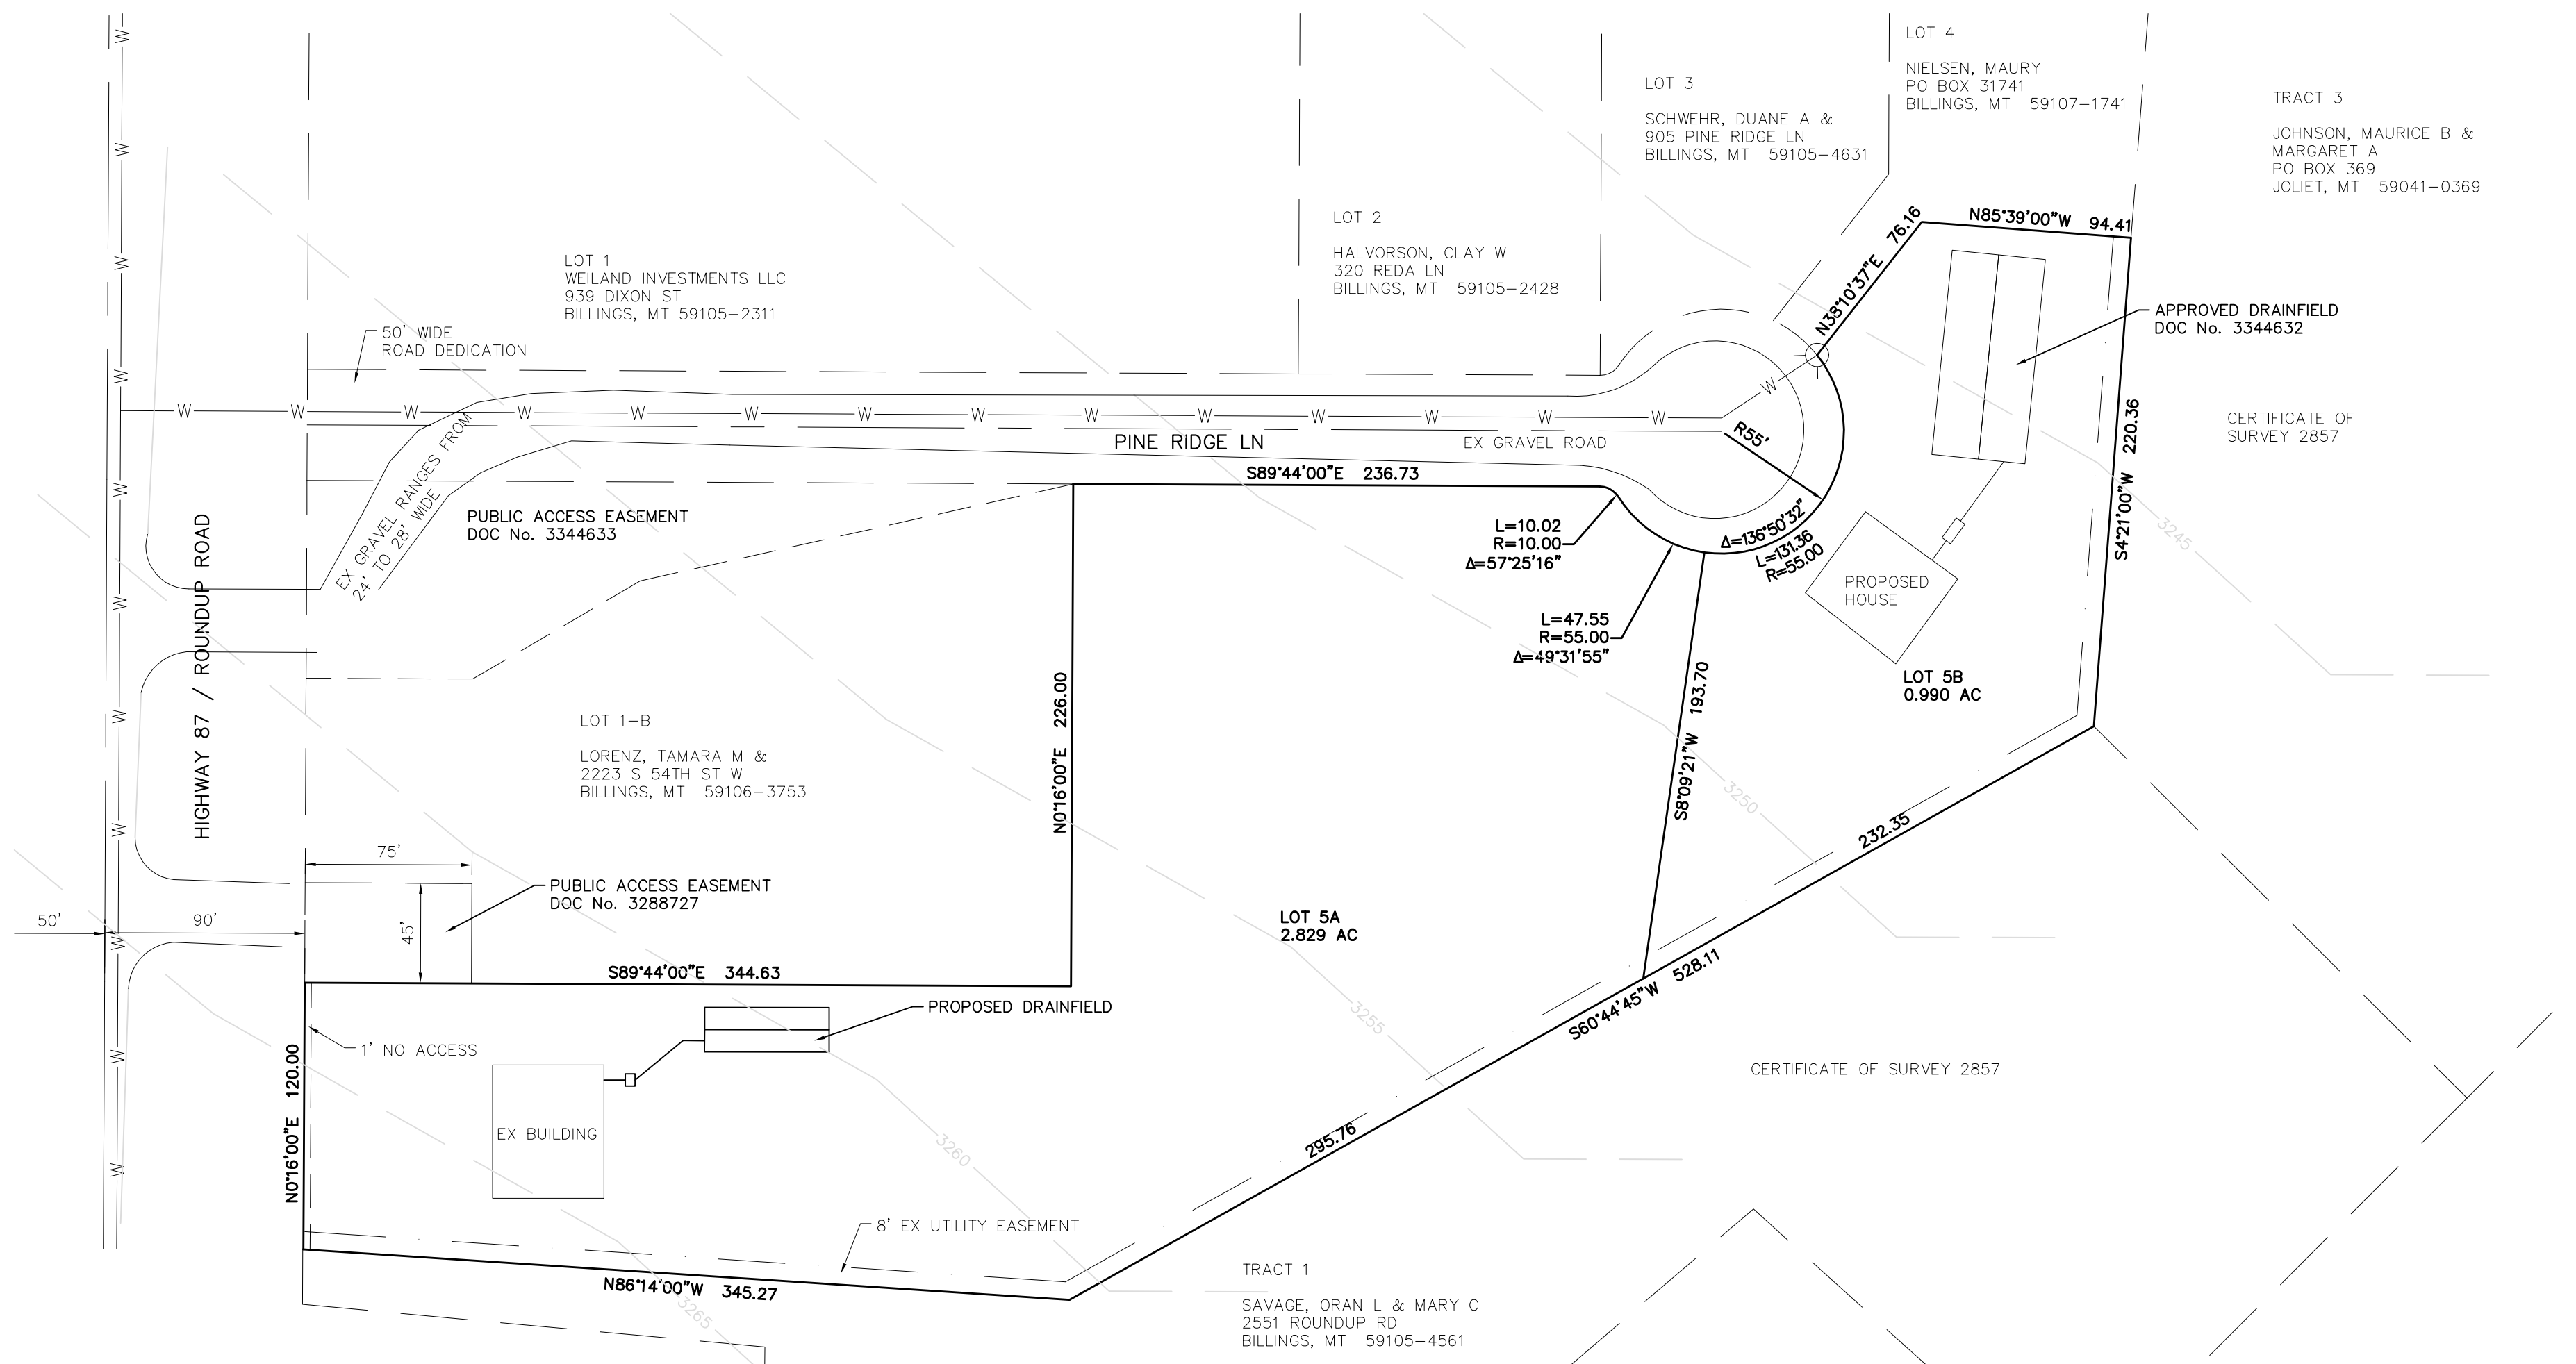 LOT 4
NIELSEN, MAURY
PO BOX 31741
BILLINGS, MT 59107-1741
LOT 3
SCHWEHR, DUANE A &
905 PINE RIDGE LN
BILLINGS, MT 59105-4631
TRACT 3
JOHNSON, MAURICE B &
MARGARET A
PO BOX 369
JOLIET, MT 59041-0369
LOT 2
HALVORSON, CLAY W
320 REDA LN
BILLINGS, MT 59105-2428
LOT 1
WEILAND INVESTMENTS LLC
939 DIXON ST
BILLINGS, MT 59105-2311
N85°39'00"W 94.41
N38°10'37"E 76.16
50' WIDE
ROAD DEDICATION
APPROVED DRAINFIELD
DOC No. 3344632
S4°21'00"W 220.36
CERTIFICATE OF
SURVEY 2857
W W W W W W W W W W W W W W W
W W W W W W W W W W W
PINE RIDGE LN
EX GRAVEL ROAD
R55'
S89°44'00"E 236.73
EX GRAVEL RANGES FROM
24' TO 28' WIDE
PUBLIC ACCESS EASEMENT
DOC No. 3344633
HIGHWAY 87 / ROUNDUP ROAD
L=10.02
R=10.00
Δ=57°25'16"
Δ=136°50'32"
L=131.36
R=55.00
L=47.55
R=55.00
Δ=49°31'55"
PROPOSED
HOUSE
3245
LOT 5B
0.990 AC
N0°16'00"E 226.00
S8°09'21"W 193.70
LOT 1-B
LORENZ, TAMARA M &
2223 S 54TH ST W
BILLINGS, MT 59106-3753
3250
232.35
75'
45'
PUBLIC ACCESS EASEMENT
DOC No. 3288727
50'
90'
LOT 5A
2.829 AC
S89°44'00"E 344.63
S60°44'45"W 528.11
PROPOSED DRAINFIELD
3255
1' NO ACCESS
N0°16'00"E 120.00
EX BUILDING
3260
295.76
CERTIFICATE OF SURVEY 2857
8' EX UTILITY EASEMENT
N86°14'00"W 345.27
3265
TRACT 1
SAVAGE, ORAN L & MARY C
2551 ROUNDUP RD
BILLINGS, MT 59105-4561